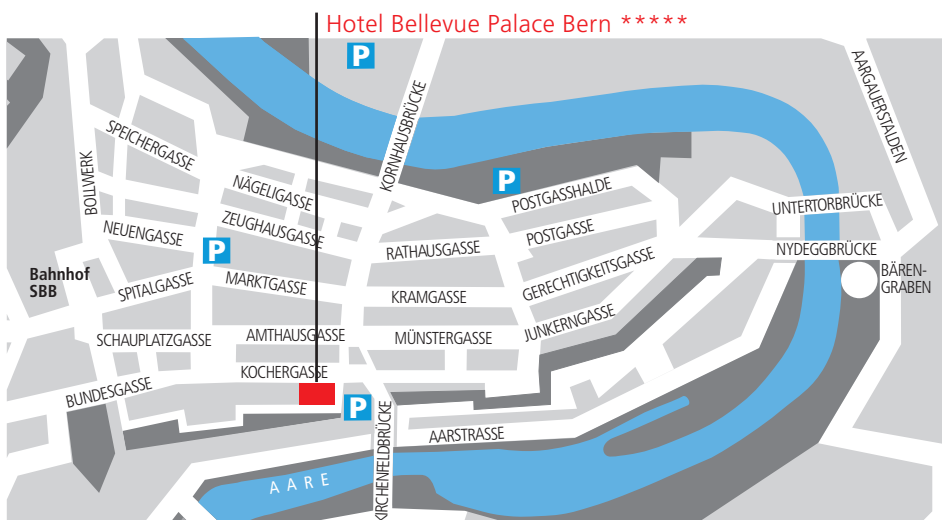 Hotel Bellevue Palace Bern *****
P
AARGAUERSTALDEN
KORNHAUSBRÜCKE
SPEICHERGASSE
BOLLWERK
NÄGELIGASSE
P
POSTGASSHALDE
UNTERTORBRÜCKE
ZEUGHAUSGASSE
NEUENGASSE
P
RATHAUSGASSE
POSTGASSE
NYDEGGBRÜCKE
Bahnhof
SBB
SPITALGASSE
MARKTGASSE
KRAMGASSE
GERECHTIGKEITSGASSE
BÄREN-
GRABEN
SCHAUPLATZGASSE
AMTHAUSGASSE
MÜNSTERGASSE
JUNKERNGASSE
KOCHERGASSE
BUNDESGASSE
P
KIRCHENFELDBRÜCKE
AARSTRASSE
AARE